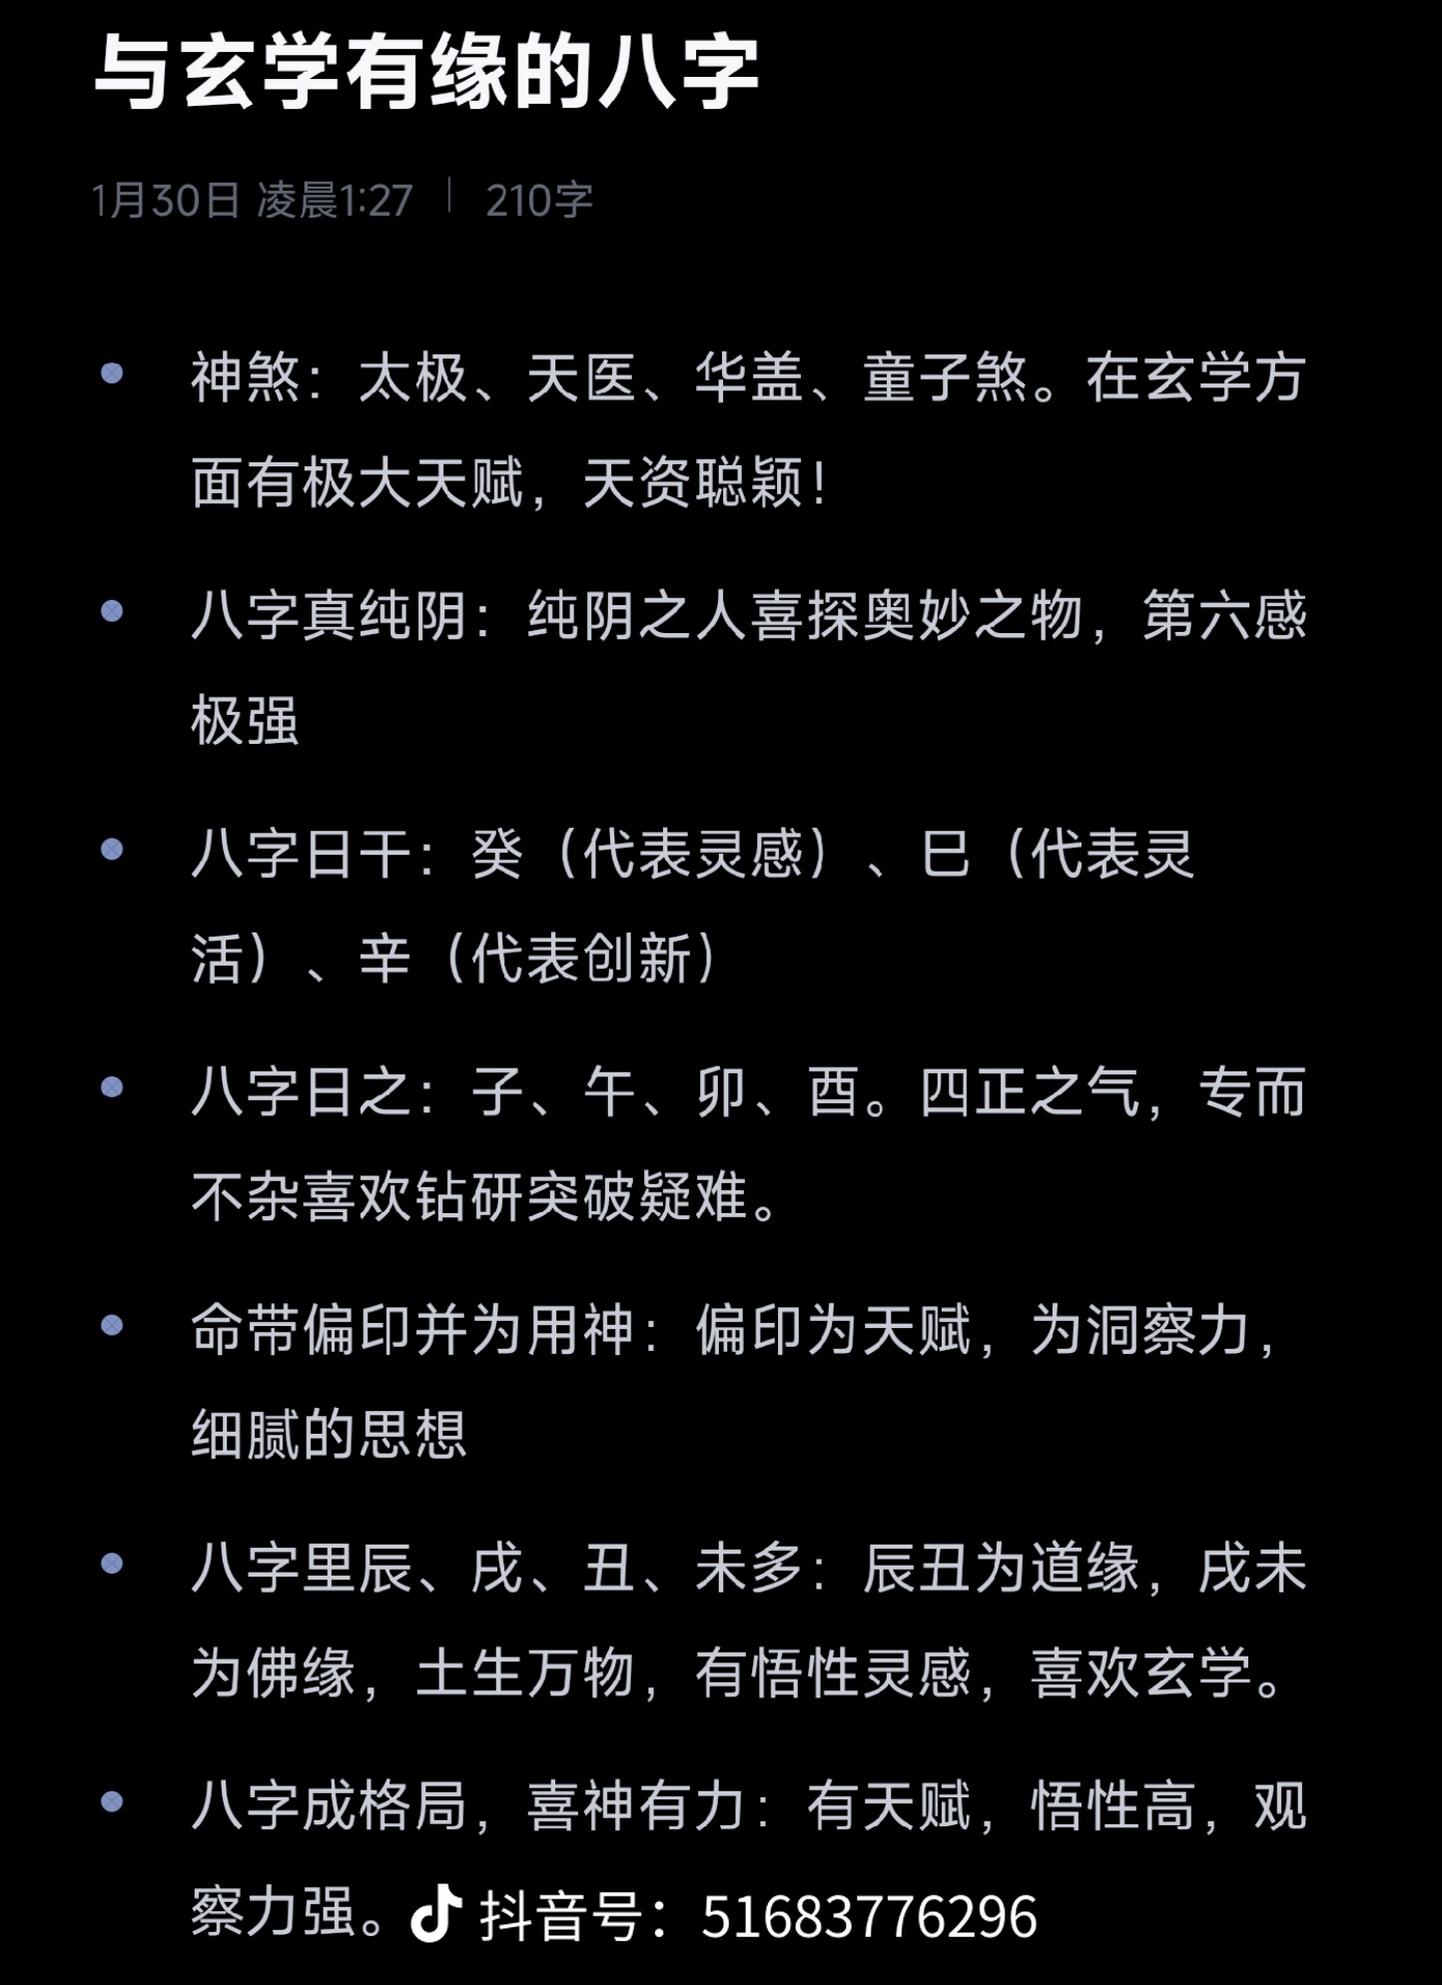 与玄学有缘的八字
1月30日 凌晨1:27 | 210字
神煞：太极、天医、华盖、童子煞。在玄学方
面有极大天赋，天资聪颖！
八字真纯阴：纯阴之人喜探奥妙之物，第六感
极强
八字日干：癸（代表灵感）、巳（代表灵
活）、辛（代表创新）
八字日之：子、午、卯、酉。四正之气，专而
不杂喜欢钻研突破疑难。
命带偏印并为用神：偏印为天赋，为洞察力，
细腻的思想
八字里辰、戌、丑、未多：辰丑为道缘，戌未
为佛缘，土生万物，有悟性灵感，喜欢玄学。
八字成格局，喜神有力：有天赋，悟性高，观
察力强。 抖音号：51683776296